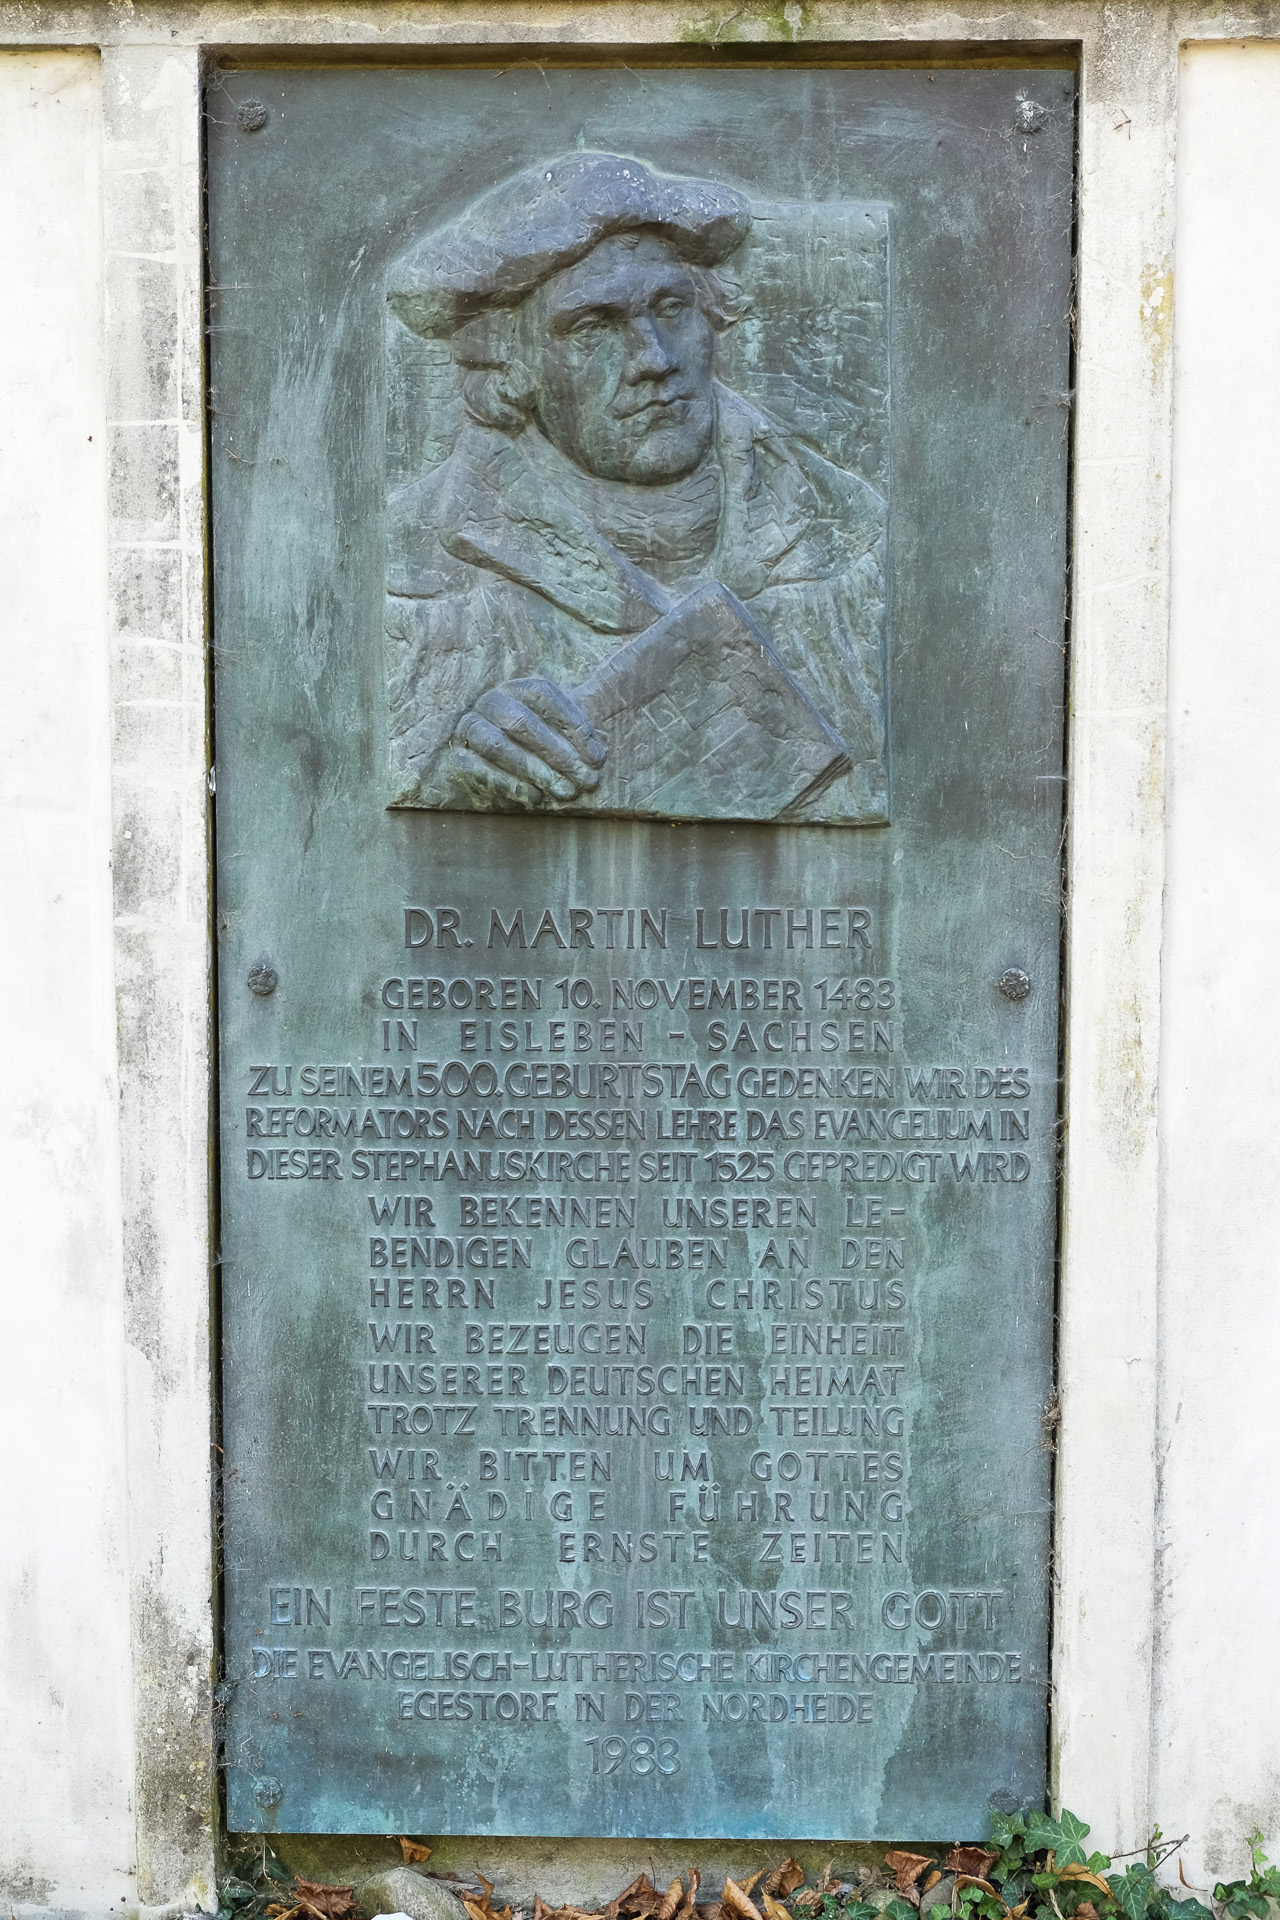 DR. MARTIN LUTHER
GEBOREN 10. NOVEMBER 1483
IN EISLEBEN - SACHSEN
ZU SEINEM 500. GEBURTSTAG GEDENKEN WIR DES
REFORMATORS NACH DESSEN LEHRE DAS EVANGELIUM IN
DIESER STEPHANUSKIRCHE SEIT 1525 GEPREDIGT WIRD
WIR BEKENNEN UNSEREN LE-
BENDIGEN GLAUBEN AN DEN
HERRN JESUS CHRISTUS
WIR BEZEUGEN DIE EINHEIT
UNSERER DEUTSCHEN HEIMAT
TROTZ TRENNUNG UND TEILUNG
WIR BITTEN UM GOTTES
GNÄDIGE FÜHRUNG
DURCH ERNSTE ZEITEN
EIN FESTE BURG IST UNSER GOTT
DIE EVANGELISCH-LUTHERISCHE KIRCHENGEMEINDE
EGESTORF IN DER NORDHEIDE
1983